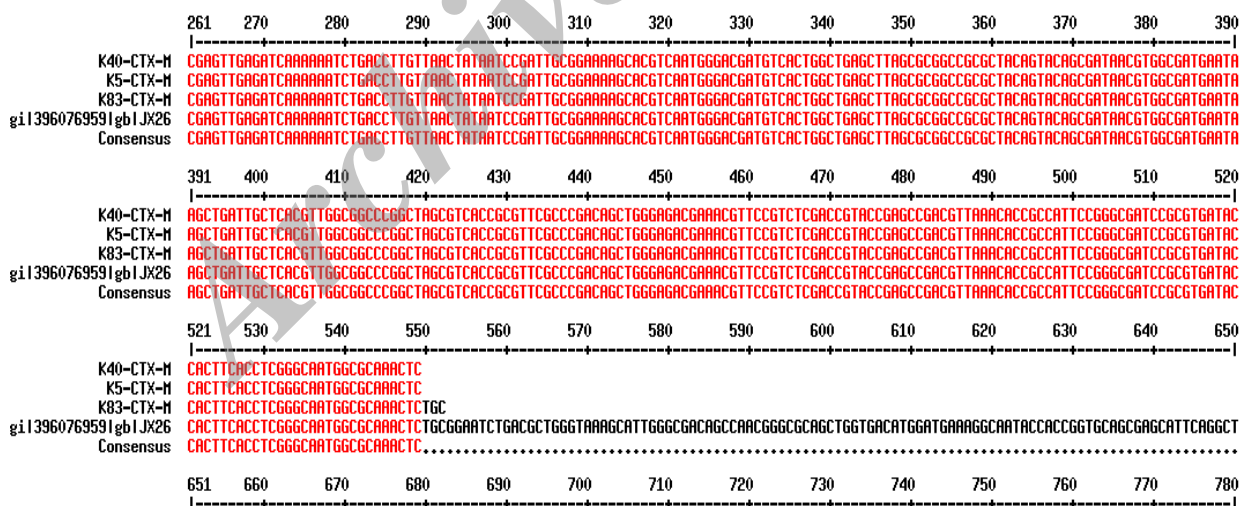 261 270 280 290 300 310 320 330 340 350 360 370 380 390
|--------+---------+---------+---------+---------+---------+---------+---------+---------+---------+---------+---------+---------|
K40-CTX-M CGAGTTGAGATCAAAAAATCTGACCTTGTTAACTATAATCCGATTGCGGAAAAGCACGTCAATGGGACGATGTCACTGGCTGAGCTTAGCGCGGCCGCGCTACAGTACAGCGATAACGTGGCGATGAATA
K5-CTX-M CGAGTTGAGATCAAAAAATCTGACCTTGTTAACTATAATCCGATTGCGGAAAAGCACGTCAATGGGACGATGTCACTGGCTGAGCTTAGCGCGGCCGCGCTACAGTACAGCGATAACGTGGCGATGAATA
K83-CTX-M CGAGTTGAGATCAAAAAATCTGACCTTGTTAACTATAATCCGATTGCGGAAAAGCACGTCAATGGGACGATGTCACTGGCTGAGCTTAGCGCGGCCGCGCTACAGTACAGCGATAACGTGGCGATGAATA
gi|396076959|gb|JX26 CGAGTTGAGATCAAAAAATCTGACCTTGTTAACTATAATCCGATTGCGGAAAAGCACGTCAATGGGACGATGTCACTGGCTGAGCTTAGCGCGGCCGCGCTACAGTACAGCGATAACGTGGCGATGAATA
Consensus CGAGTTGAGATCAAAAAATCTGACCTTGTTAACTATAATCCGATTGCGGAAAAGCACGTCAATGGGACGATGTCACTGGCTGAGCTTAGCGCGGCCGCGCTACAGTACAGCGATAACGTGGCGATGAATA
391 400 410 420 430 440 450 460 470 480 490 500 510 520
|--------+---------+---------+---------+---------+---------+---------+---------+---------+---------+---------+---------+---------|
K40-CTX-M AGCTGATTGCTCACGTTGGCGGCCCGGCTAGCGTCACCGCGTTCGCCCGACAGCTGGGAGACGAAACGTTCCGTCTCGACCGTACCGAGCCGACGTTAAACACCGCCATTCCGGGCGATCCGCGTGATAC
K5-CTX-M AGCTGATTGCTCACGTTGGCGGCCCGGCTAGCGTCACCGCGTTCGCCCGACAGCTGGGAGACGAAACGTTCCGTCTCGACCGTACCGAGCCGACGTTAAACACCGCCATTCCGGGCGATCCGCGTGATAC
K83-CTX-M AGCTGATTGCTCACGTTGGCGGCCCGGCTAGCGTCACCGCGTTCGCCCGACAGCTGGGAGACGAAACGTTCCGTCTCGACCGTACCGAGCCGACGTTAAACACCGCCATTCCGGGCGATCCGCGTGATAC
gi|396076959|gb|JX26 AGCTGATTGCTCACGTTGGCGGCCCGGCTAGCGTCACCGCGTTCGCCCGACAGCTGGGAGACGAAACGTTCCGTCTCGACCGTACCGAGCCGACGTTAAACACCGCCATTCCGGGCGATCCGCGTGATAC
Consensus AGCTGATTGCTCACGTTGGCGGCCCGGCTAGCGTCACCGCGTTCGCCCGACAGCTGGGAGACGAAACGTTCCGTCTCGACCGTACCGAGCCGACGTTAAACACCGCCATTCCGGGCGATCCGCGTGATAC
521 530 540 550 560 570 580 590 600 610 620 630 640 650
|--------+---------+---------+---------+---------+---------+---------+---------+---------+---------+---------+---------+---------|
K40-CTX-M CACTTCACCTCGGGCAATGGCGCAAACTC
K5-CTX-M CACTTCACCTCGGGCAATGGCGCAAACTC
K83-CTX-M CACTTCACCTCGGGCAATGGCGCAAACTCTGC
gi|396076959|gb|JX26 CACTTCACCTCGGGCAATGGCGCAAACTCTGCGGAATCTGACGCTGGGTAAAGCATTGGGCGACAGCCAACGGGCGCAGCTGGTGACATGGATGAAAGGCAATACCACCGGTGCAGCGAGCATTCAGGCT
Consensus CACTTCACCTCGGGCAATGGCGCAAACTC.....................................................................................................
651 660 670 680 690 700 710 720 730 740 750 760 770 780
|--------+---------+---------+---------+---------+---------+---------+---------+---------+---------+---------+---------+---------|
Archive